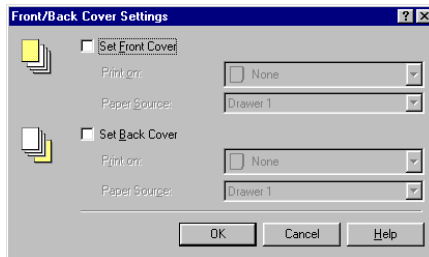 Front/Back Cover Settings
Set Front Cover
Print on: None
Paper Source: Drawer 1
Set Back Cover
Print on: None
Paper Source: Drawer 1
OK Cancel Help